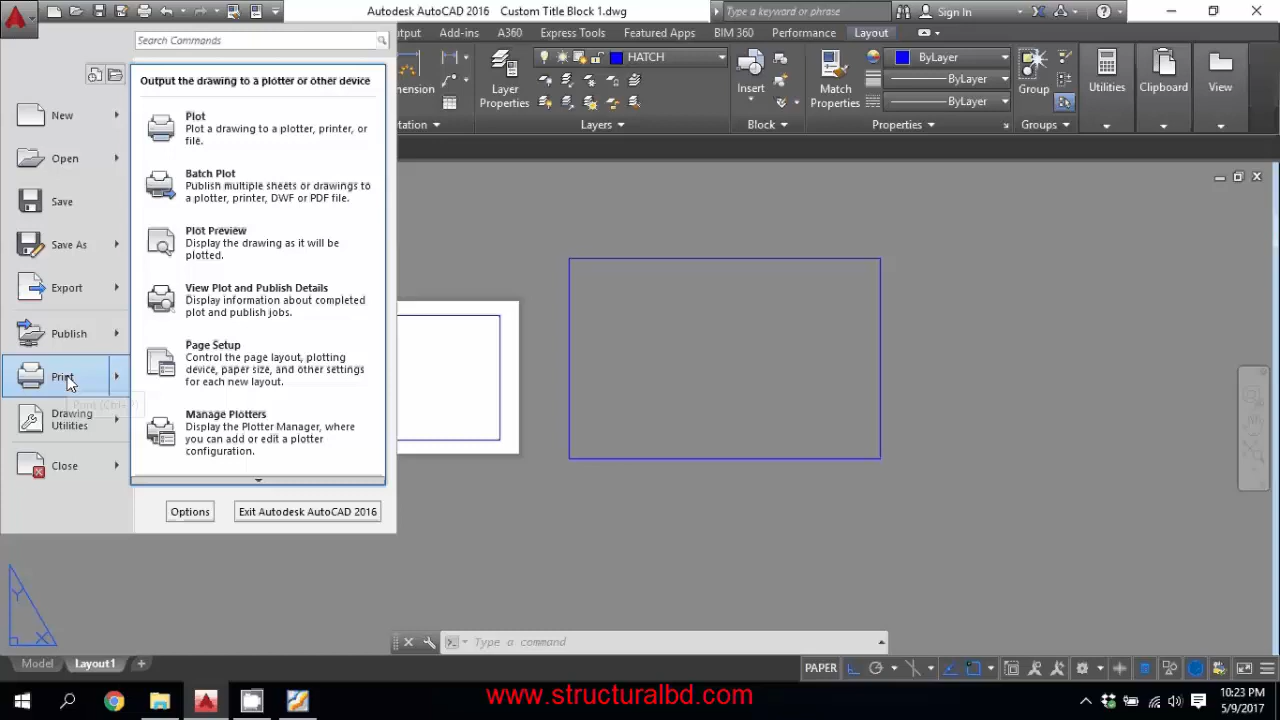 Autodesk AutoCAD 2016 Custom Title Block 1.dwg
Type a keyword or phrase
Sign In
Add-ins
A360
Express Tools
Featured Apps
BIM 360
Performance
Layout
Search Commands
Output the drawing to a plotter or other device
New
Open
Save
Save As
Export
Publish
Print
Print (Ctrl+P)
Drawing
Utilities
Close
Plot
Plot a drawing to a plotter, printer, or
file.
Batch Plot
Publish multiple sheets or drawings to
a plotter, printer, DWF or PDF file.
Plot Preview
Display the drawing as it will be
plotted.
View Plot and Publish Details
Display information about completed
plot and publish jobs.
Page Setup
Control the page layout, plotting
device, paper size, and other settings
for each new layout.
Manage Plotters
Display the Plotter Manager, where
you can add or edit a plotter
configuration.
Options
Exit Autodesk AutoCAD 2016
HATCH
Layer
Properties
Layers
Insert
Block
Match
Properties
ByLayer
ByLayer
ByLayer
Properties
Group
Groups
Utilities
Clipboard
View
Y
X
Type a command
Model
Layout1
PAPER
www.structuralbd.com
10:23 PM
5/9/2017